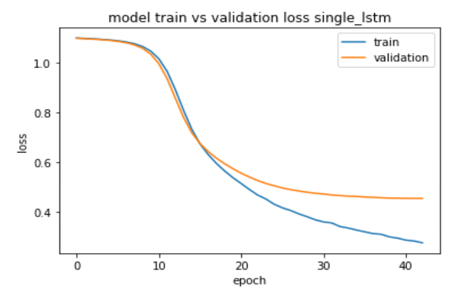 model train vs validation loss single_lstm
train
validation
loss
1.0
0.8
0.6
0.4
0 10 20 30 40
epoch